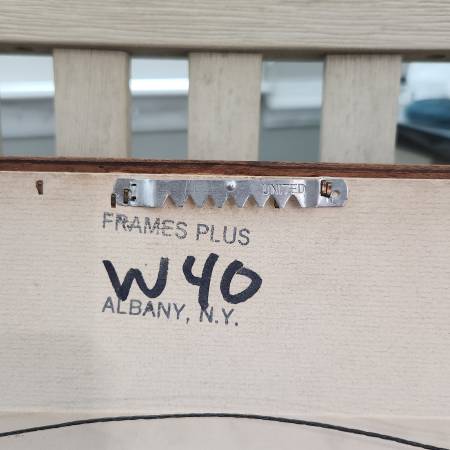 UNITED
FRAMES PLUS
W40
ALBANY, N.Y.